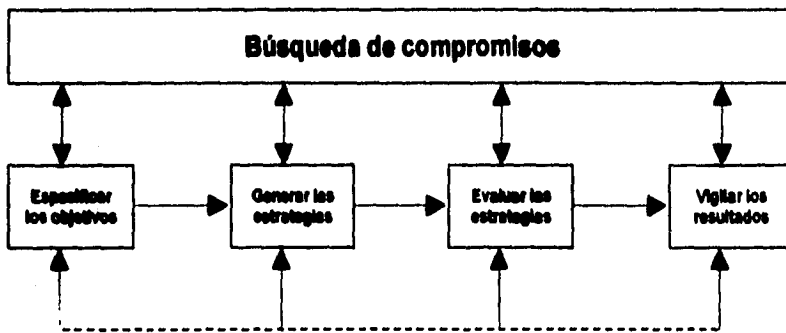 Búsqueda de compromisos
Especificar
los objetivos
Generar las
estrategias
Evaluar las
estrategias
Vigilar los
resultados